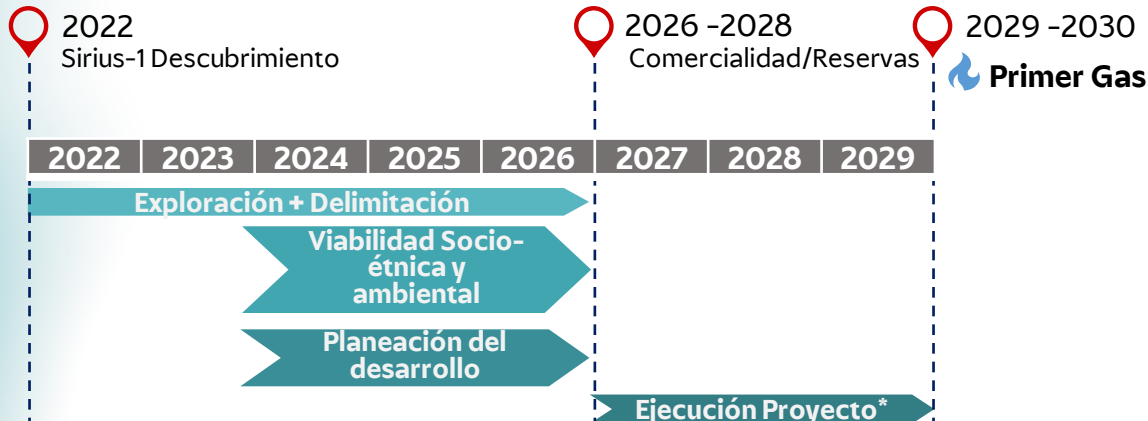 2022
Sirius-1 Descubrimiento
2026 -2028
Comercialidad/Reservas
2029 -2030
Primer Gas
2022 2023 2024 2025 2026 2027 2028 2029
Exploración + Delimitación
Viabilidad Socio-
étnica y
ambiental
Planeación del
desarrollo
Ejecución Proyecto*